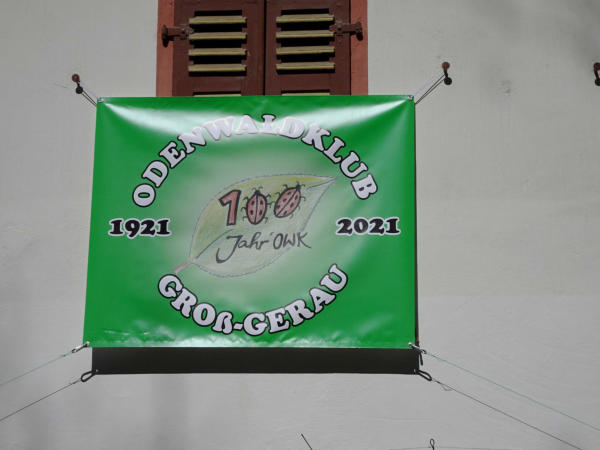 ODENWALDKLUB
1921
100
2021
Jahr' OWK
GROß-GERAU